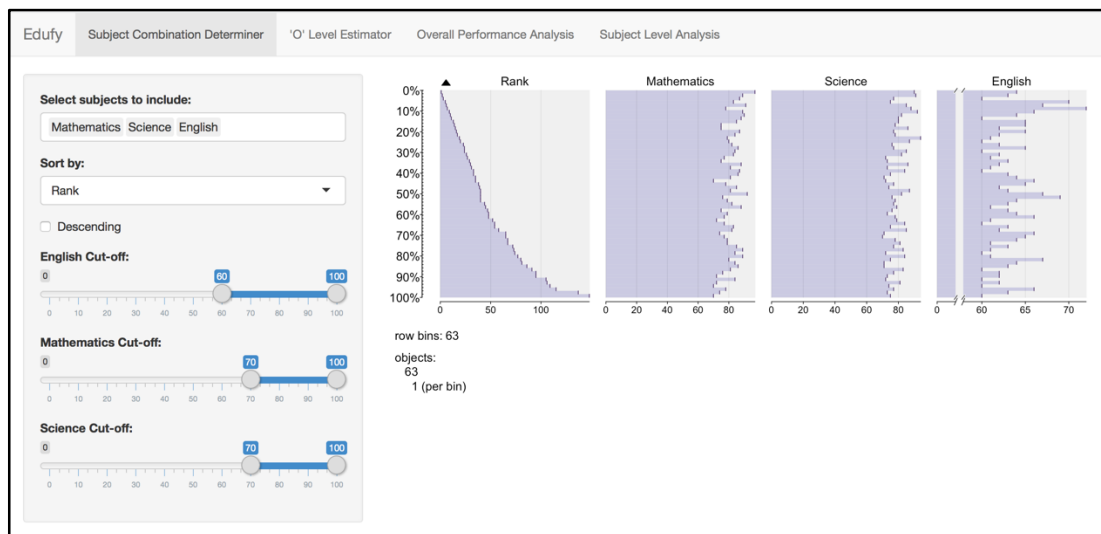 Edufy Subject Combination Determiner 'O' Level Estimator Overall Performance Analysis Subject Level Analysis
Select subjects to include:
Mathematics Science English
Sort by:
Rank
Descending
English Cut-off:
0 60 100
0 10 20 30 40 50 60 70 80 90 100
Mathematics Cut-off:
0 70 100
0 10 20 30 40 50 60 70 80 90 100
Science Cut-off:
0 70 100
0 10 20 30 40 50 60 70 80 90 100
Rank Mathematics Science English
0%
10%
20%
30%
40%
50%
60%
70%
80%
90%
100%
0 50 100 0 20 40 60 80 0 20 40 60 80 0 60 65 70
row bins: 63
objects:
63
1 (per bin)